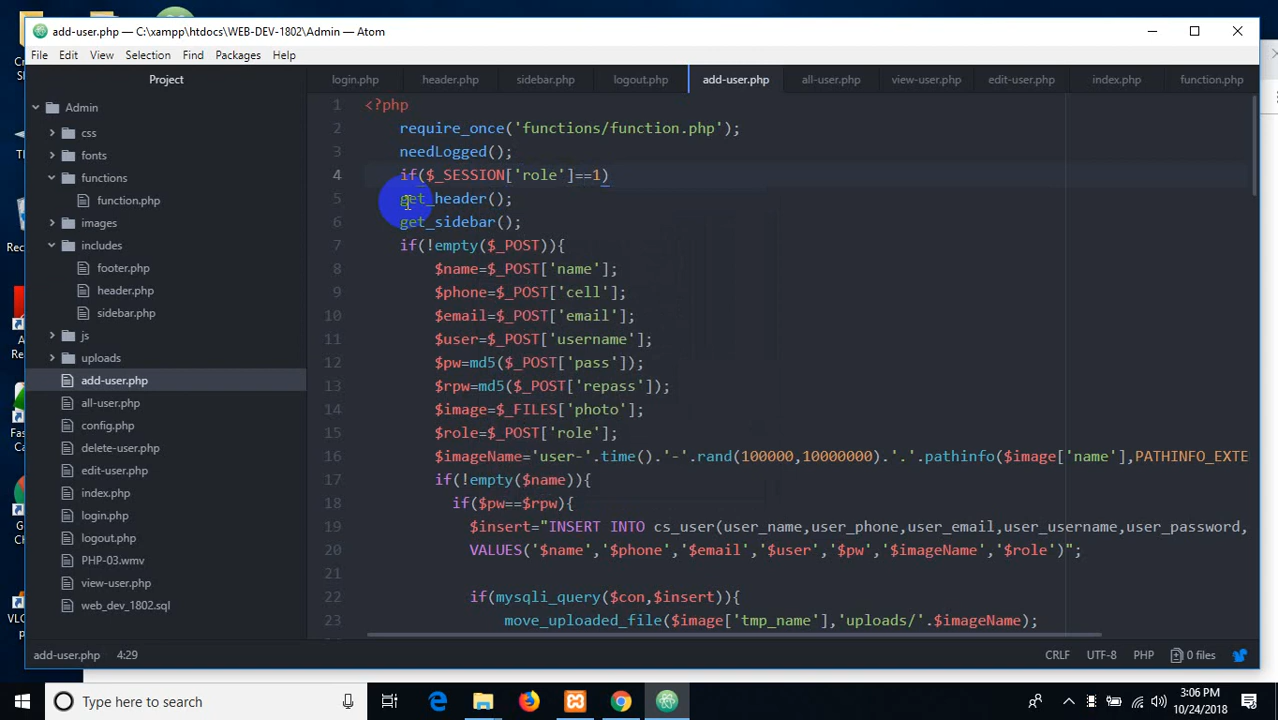 add-user.php — C:\xampp\htdocs\WEB-DEV-1802\Admin — Atom
File Edit View Selection Find Packages Help
Project
login.php header.php sidebar.php logout.php add-user.php all-user.php view-user.php edit-user.php index.php function.php
Admin
css
fonts
functions
function.php
images
includes
footer.php
header.php
sidebar.php
js
uploads
add-user.php
all-user.php
config.php
delete-user.php
edit-user.php
index.php
login.php
logout.php
PHP-03.wmv
view-user.php
web_dev_1802.sql
1 <?php
2 require_once('functions/function.php');
3 needLogged();
4 if($_SESSION['role']==1)
5 get_header();
6 get_sidebar();
7 if(!empty($_POST)){
8 $name=$_POST['name'];
9 $phone=$_POST['cell'];
10 $email=$_POST['email'];
11 $user=$_POST['username'];
12 $pw=md5($_POST['pass']);
13 $rpw=md5($_POST['repass']);
14 $image=$_FILES['photo'];
15 $role=$_POST['role'];
16 $imageName='user-'.time().'-'.rand(100000,10000000).'.'.pathinfo($image['name'],PATHINFO_EXTE
17 if(!empty($name)){
18 if($pw==$rpw){
19 $insert="INSERT INTO cs_user(user_name,user_phone,user_email,user_username,user_password,
20 VALUES('$name','$phone','$email','$user','$pw','$imageName','$role')";
21
22 if(mysqli_query($con,$insert)){
23 move_uploaded_file($image['tmp_name'],'uploads/'.$imageName);
add-user.php 4:29 CRLF UTF-8 PHP 0 files
Type here to search
3:06 PM
10/24/2018